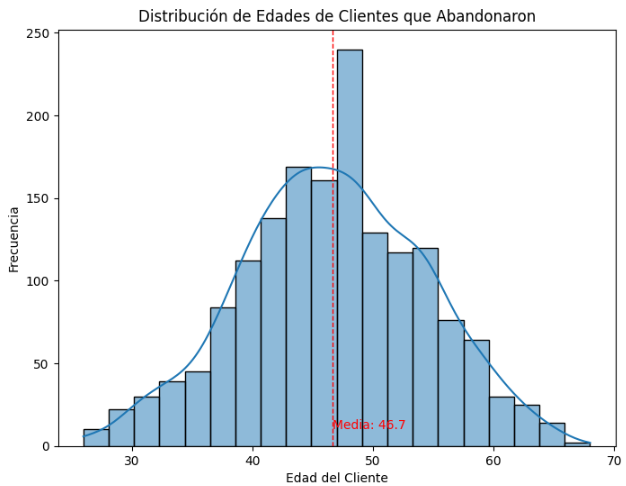 Distribución de Edades de Clientes que Abandonaron
250
200
150
100
50
0
Frecuencia
Media: 46.7
30
40
50
60
70
Edad del Cliente